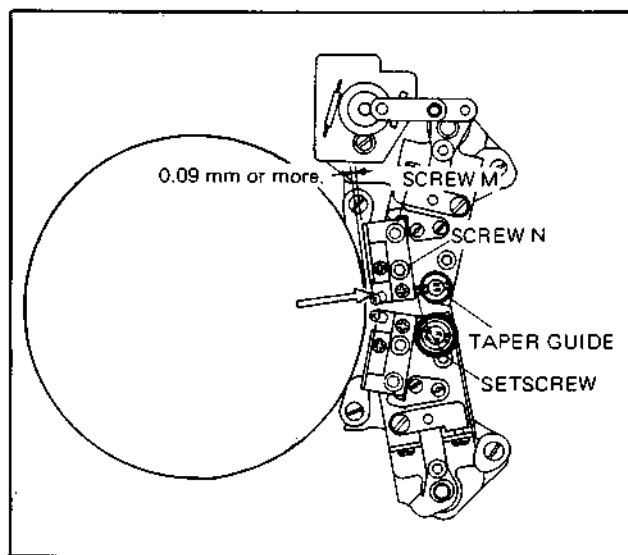 0.09 mm or more.
SCREW M
SCREW N
TAPER GUIDE
SETSCREW